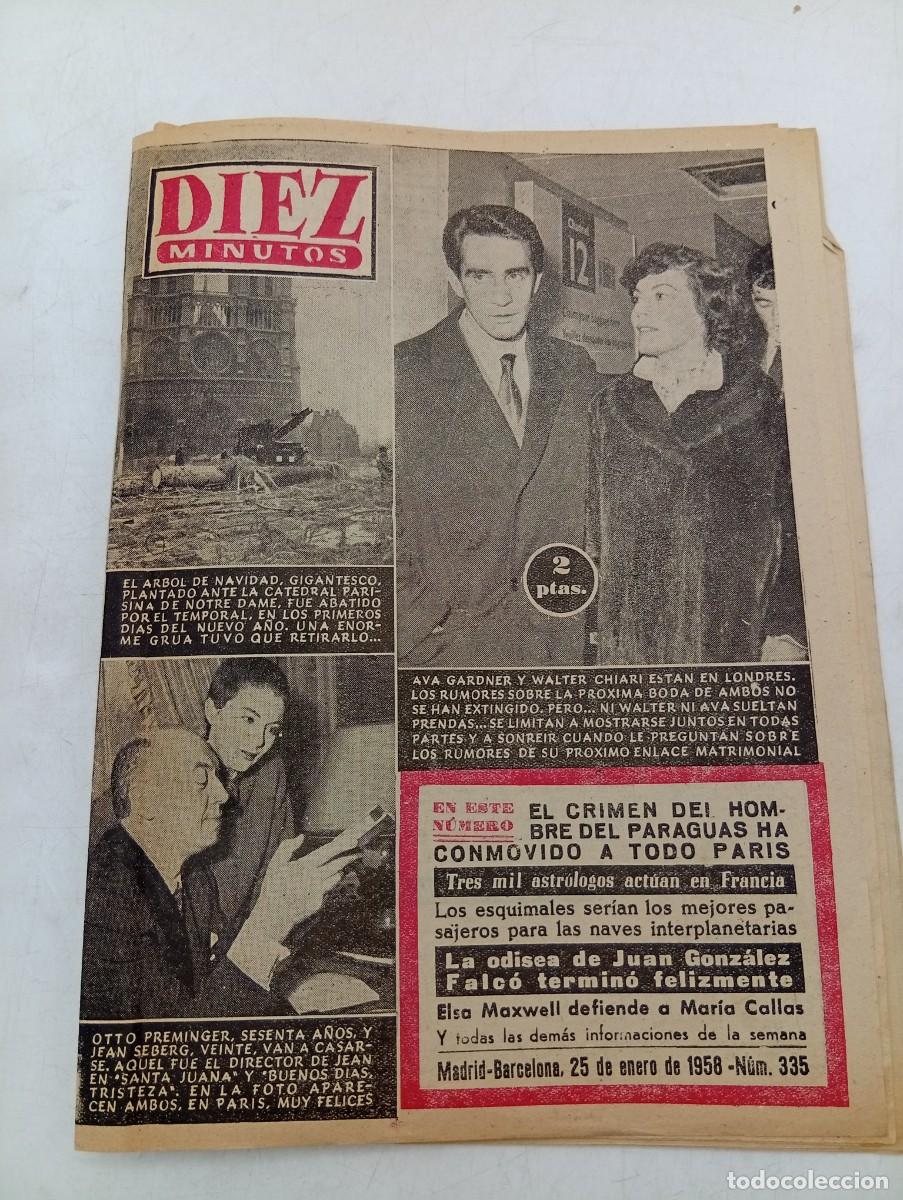 DIEZ
MINUTOS
Channel
12
EL ARBOL DE NAVIDAD, GIGANTESCO,
PLANTADO ANTE LA CATEDRAL PARI-
SINA DE NOTRE DAME, FUE ABATIDO
POR EL TEMPORAL, EN LOS PRIMEROS
DIAS DEL NUEVO AÑO. UNA ENOR-
ME GRUA TUVO QUE RETIRARLO...
2
ptas.
AVA GARDNER Y WALTER CHIARI ESTAN EN LONDRES.
LOS RUMORES SOBRE LA PROXIMA BODA DE AMBOS NO
SE HAN EXTINGIDO. PERO... NI WALTER NI AVA SUELTAN
PRENDAS... SE LIMITAN A MOSTRARSE JUNTOS EN TODAS
PARTES Y A SONREIR CUANDO LE PREGUNTAN SOBRE
LOS RUMORES DE SU PROXIMO ENLACE MATRIMONIAL
OTTO PREMINGER, SESENTA AÑOS, Y
JEAN SEBERG, VEINTE, VAN A CASAR-
SE. AQUEL FUE EL DIRECTOR DE JEAN
EN "SANTA JUANA" Y "BUENOS DIAS,
TRISTEZA". EN LA FOTO APARE-
CEN AMBOS, EN PARIS, MUY FELICES
EN ESTE
NÚMERO
EL CRIMEN DEL HOM-
BRE DEL PARAGUAS HA
CONMOVIDO A TODO PARIS
Tres mil astrólogos actúan en Francia
Los esquimales serían los mejores pa-
sajeros para las naves interplanetarias
La odisea de Juan González
Falcó terminó felizmente
Elsa Maxwell defiende a María Callas
Y todas las demás informaciones de la semana
Madrid-Barcelona, 25 de enero de 1958 -Núm. 335
todocoleccion.net